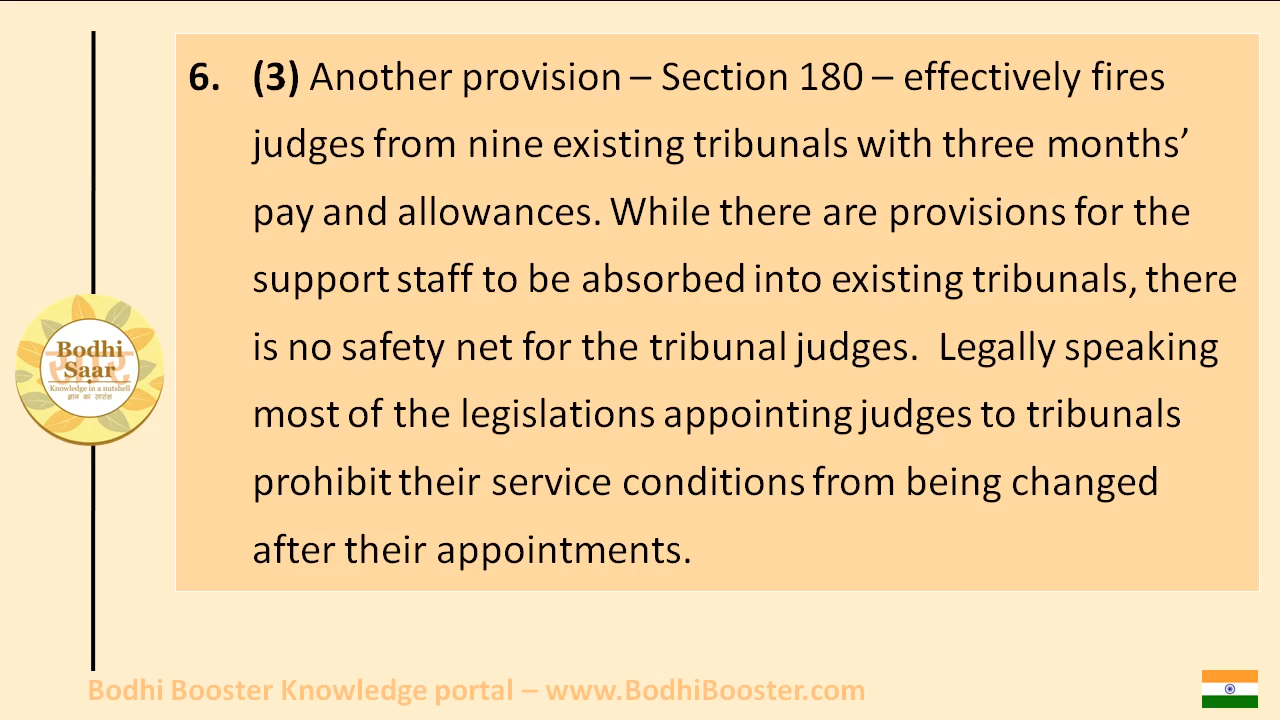 6. (3) Another provision – Section 180 – effectively fires
judges from nine existing tribunals with three months’
pay and allowances. While there are provisions for the
support staff to be absorbed into existing tribunals, there
is no safety net for the tribunal judges. Legally speaking
most of the legislations appointing judges to tribunals
prohibit their service conditions from being changed
after their appointments.
Bodhi
Saar
Knowledge in a nutshell
ज्ञान का सारांश
Bodhi Booster Knowledge portal – www.BodhiBooster.com